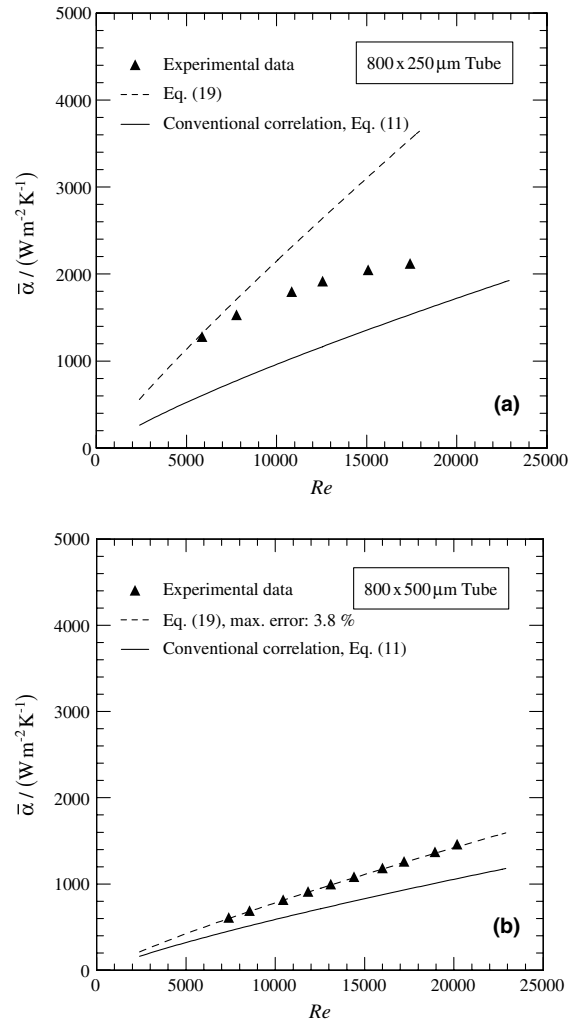 5000
Experimental data
800 x 250 μm Tube
Eq. (19)
4000
Conventional correlation, Eq. (11)
3000
ᾱ / (W m⁻² K⁻¹)
2000
1000
(a)
0
0 5000 10000 15000 20000 25000
Re
5000
Experimental data
800 x 500 μm Tube
Eq. (19), max. error: 3.8 %
4000
Conventional correlation, Eq. (11)
3000
ᾱ / (W m⁻² K⁻¹)
2000
1000
(b)
0
0 5000 10000 15000 20000 25000
Re